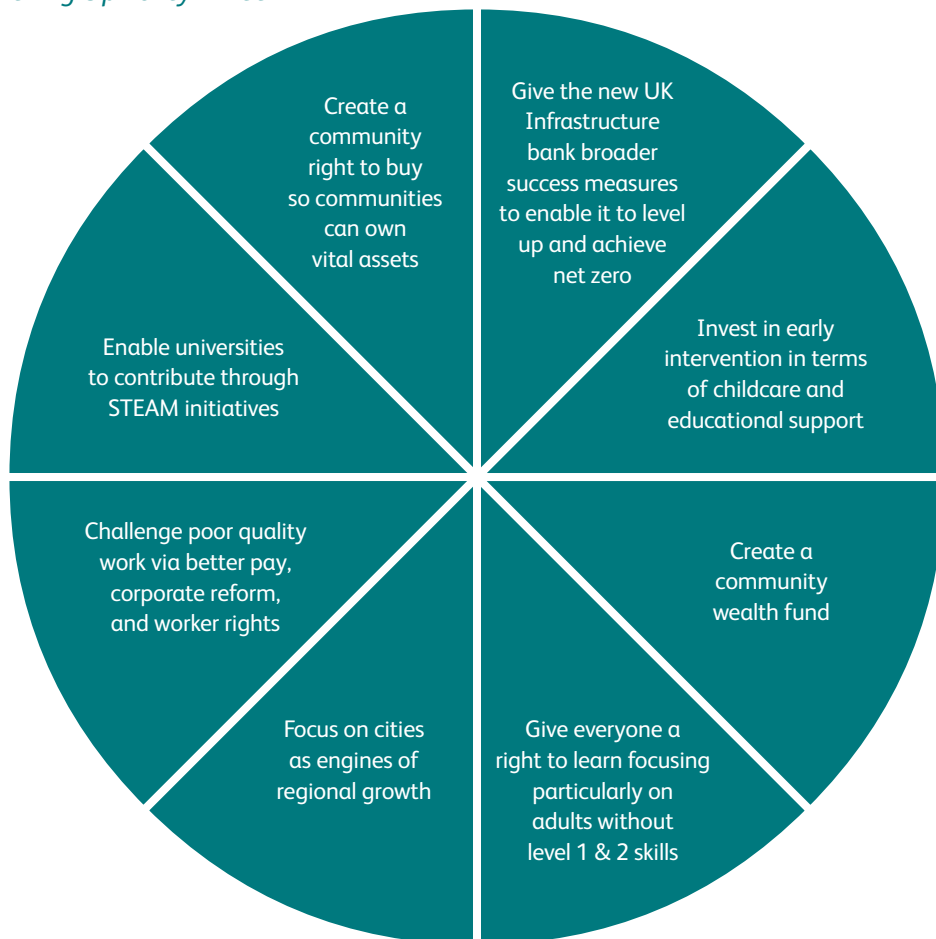 Create a
community
right to buy
so communities
can own
vital assets
Give the new UK
Infrastructure
bank broader
success measures
to enable it to level
up and achieve
net zero
Invest in early
intervention in terms
of childcare and
educational support
Create a
community
wealth fund
Give everyone a
right to learn focusing
particularly on
adults without
level 1 & 2 skills
Focus on cities
as engines of
regional growth
Challenge poor quality
work via better pay,
corporate reform,
and worker rights
Enable universities
to contribute through
STEAM initiatives